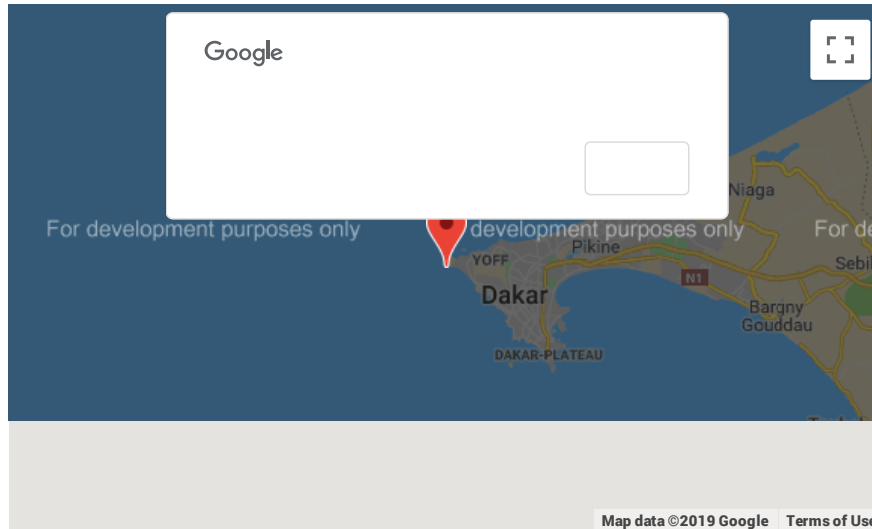 Google
Niaga
For development purposes only
development purposes only
For de
Pikine
YOFF
Sebi
N1
Dakar
Bargny
Gouddau
DAKAR-PLATEAU
Map data ©2019 Google
Terms of Use